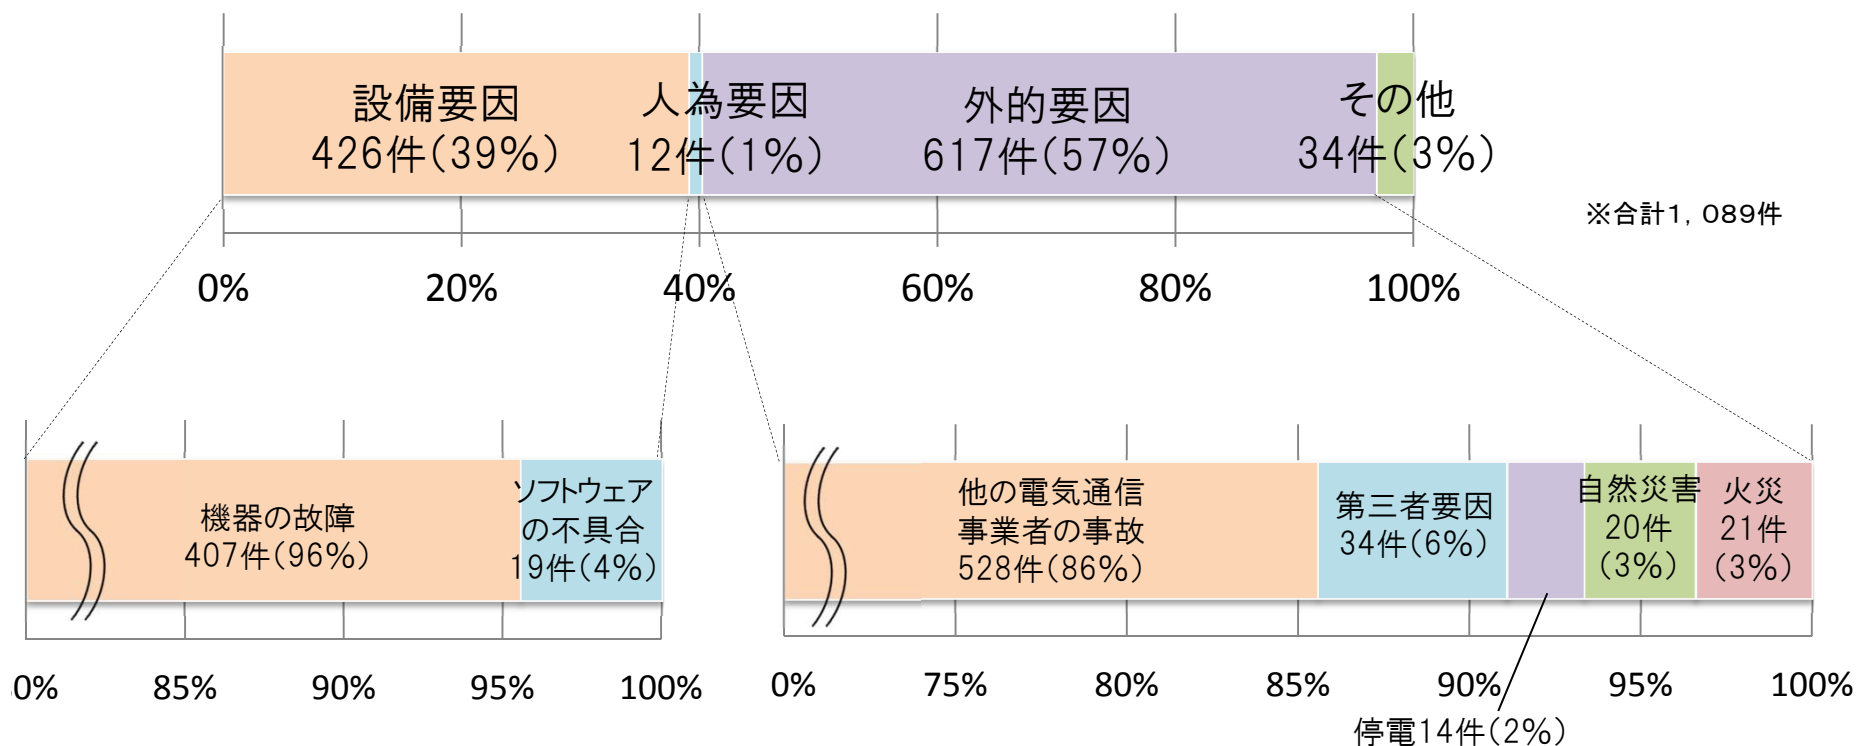 設備要因
426件(39%)
人為要因
12件(1%)
外的要因
617件(57%)
その他
34件(3%)
※合計1，089件
0%
20%
40%
60%
80%
100%
機器の故障
407件(96%)
ソフトウェア
の不具合
19件(4%)
他の電気通信
事業者の事故
528件(86%)
第三者要因
34件(6%)
自然災害
20件
(3%)
火災
21件
(3%)
0%
85%
90%
95%
100%
0%
75%
80%
85%
90%
95%
100%
停電14件(2%)